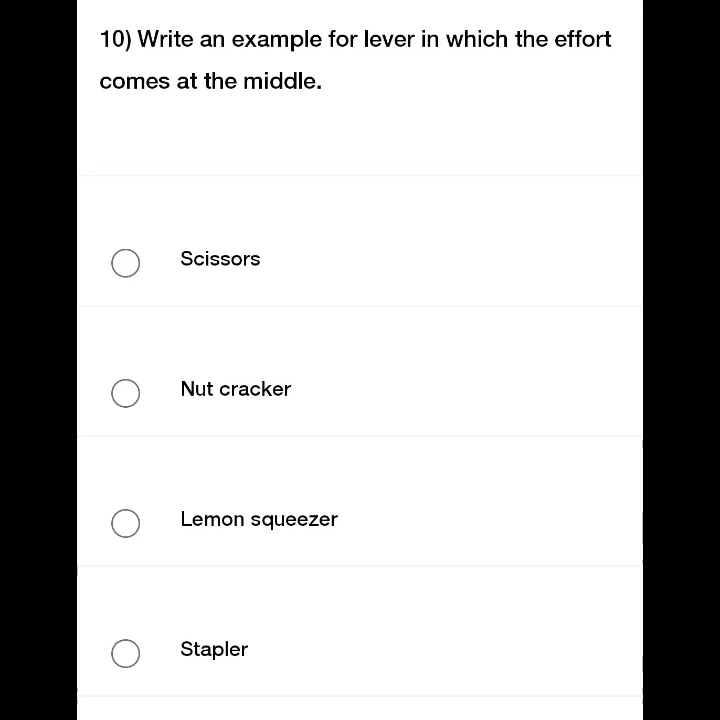 10) Write an example for lever in which the effort
comes at the middle.
Scissors
Nut cracker
Lemon squeezer
Stapler